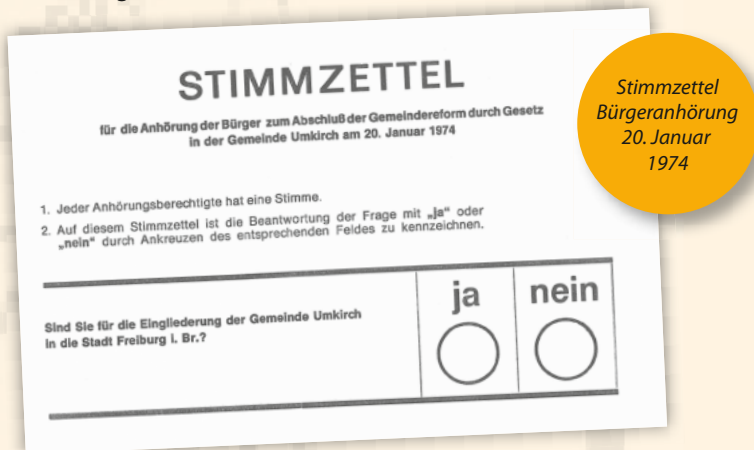 STIMMZETTEL
für die Anhörung der Bürger zum Abschluß der Gemeindereform durch Gesetz
in der Gemeinde Umkirch am 20. Januar 1974
1. Jeder Anhörungsberechtigte hat eine Stimme.
2. Auf diesem Stimmzettel ist die Beantwortung der Frage mit „ja“ oder
„nein“ durch Ankreuzen des entsprechenden Feldes zu kennzeichnen.
Sind Sie für die Eingliederung der Gemeinde Umkirch
in die Stadt Freiburg i. Br.?
ja
nein
Stimmzettel
Bürgeranhörung
20. Januar
1974